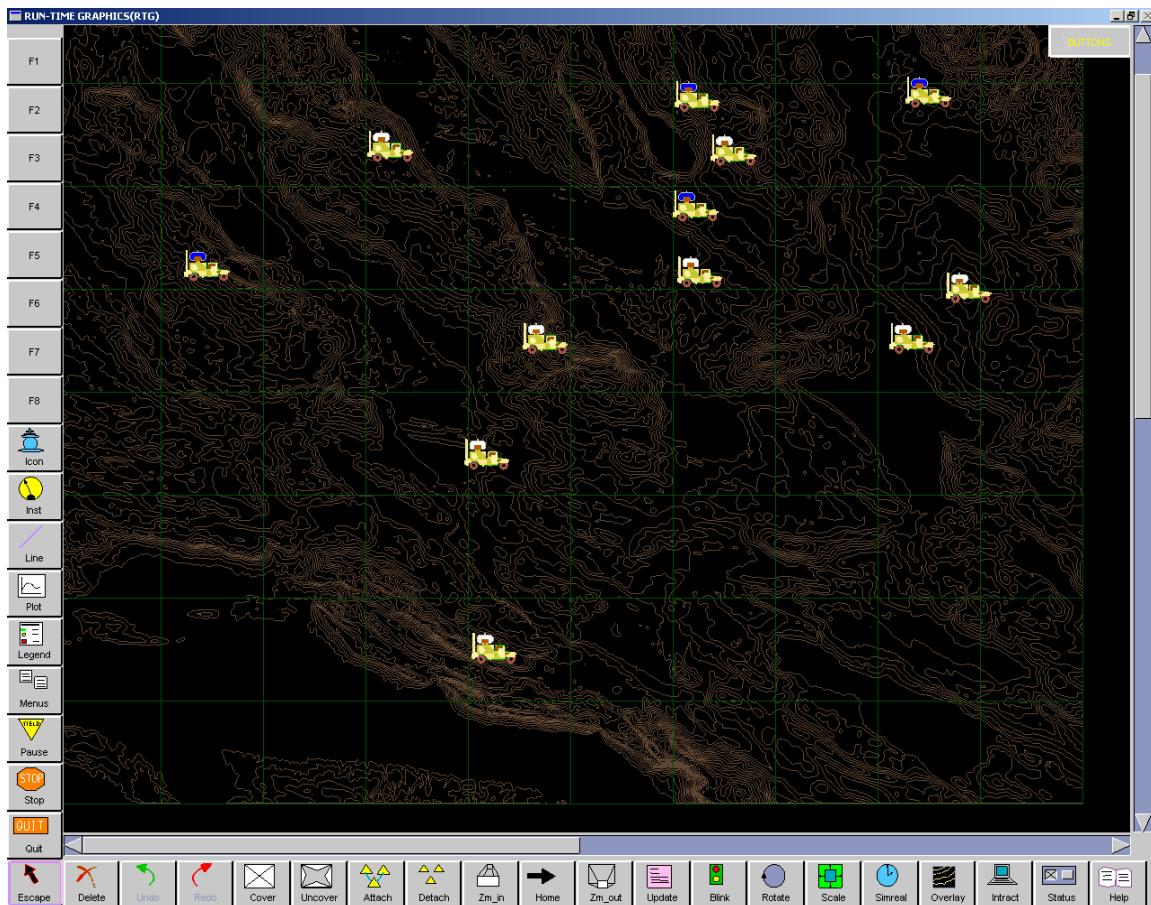 RUN-TIME GRAPHICS(RTG)
BUTTONS
F1
F2
F3
F4
F5
F6
F7
F8
Icon
Inst
Line
Plot
Legend
Menus
YIELD
Pause
STOP
Stop
QUIT
Quit
Escape
Delete
Undo
Redo
Cover
Uncover
Attach
Detach
Zm_in
Home
Zm_out
Update
Blink
Rotate
Scale
Simreal
Overlay
Intract
Status
Help